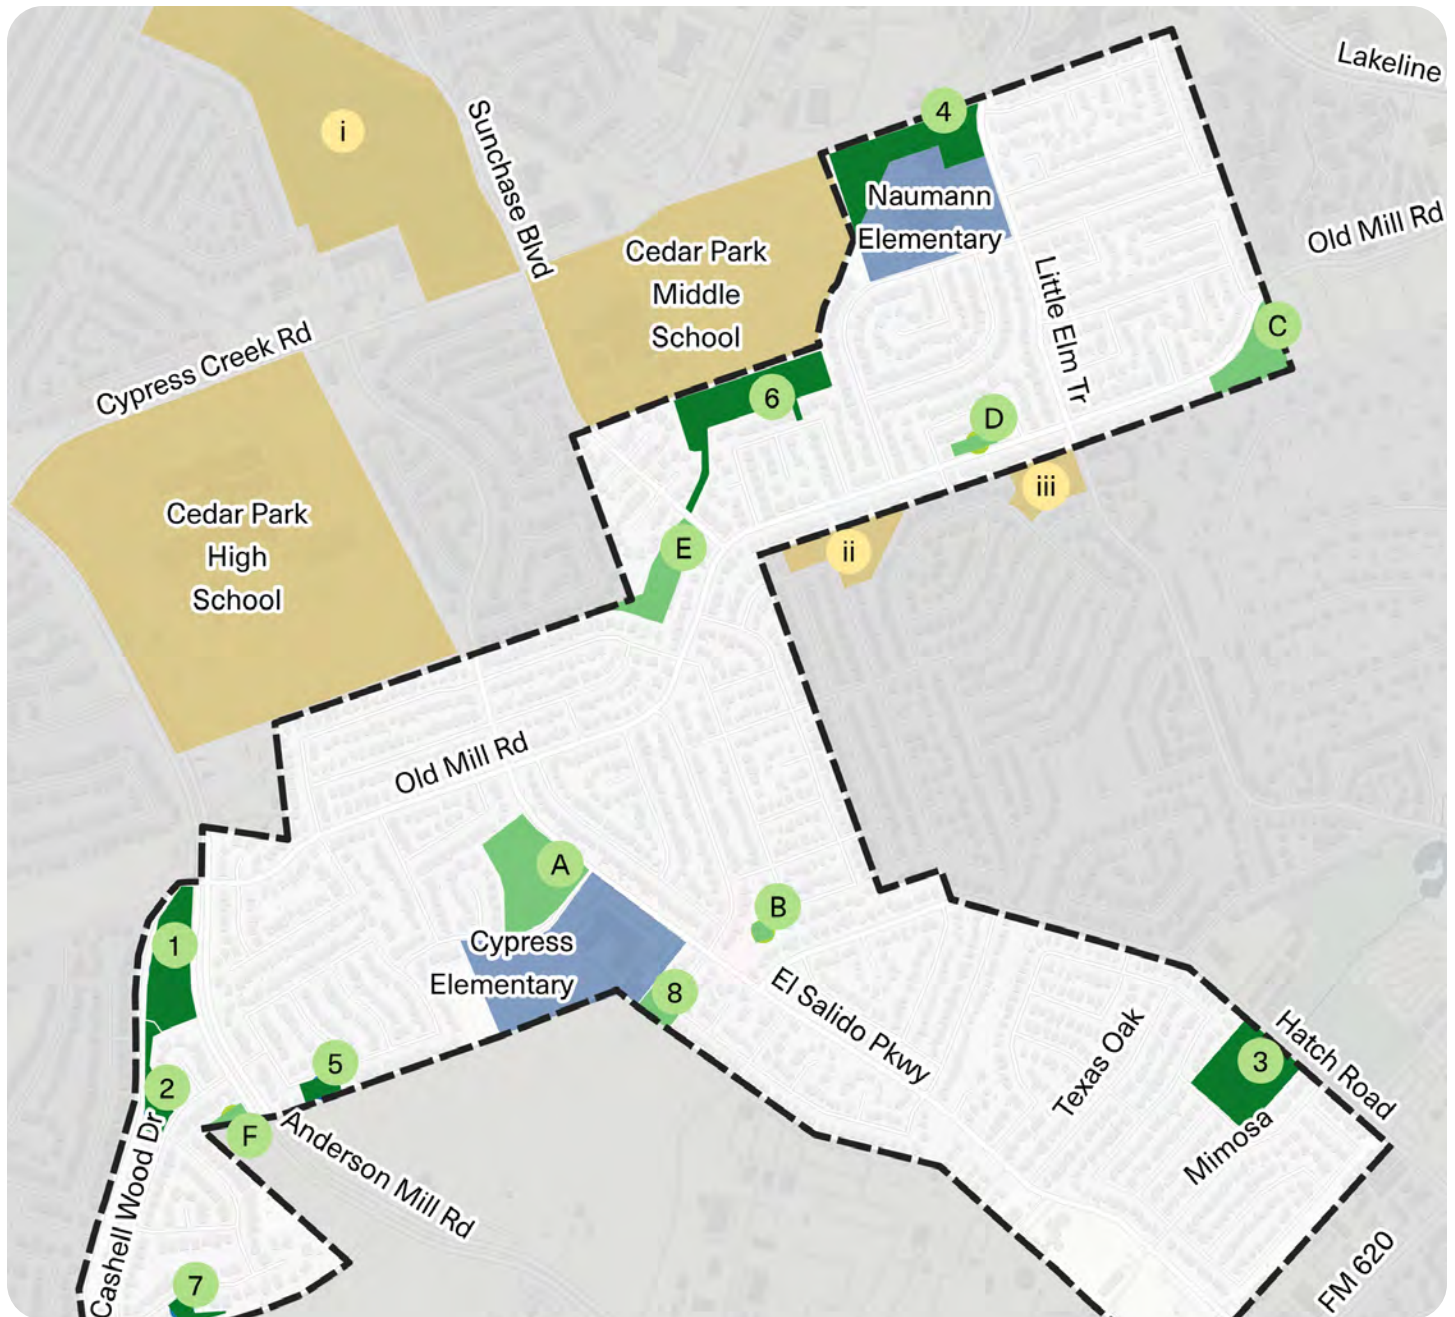 Lakeline
i
Sunchase Blvd
4
Naumann
Elementary
Old Mill Rd
Cedar Park
Middle
School
Little Elm Tr
C
Cypress Creek Rd
6
D
iii
Cedar Park
High
School
E
ii
Old Mill Rd
A
B
1
Cypress
Elementary
8
El Salido Pkwy
Texas Oak
Hatch Road
3
5
2
Mimosa
F
Anderson Mill Rd
Cashell Wood Dr
7
FM 620